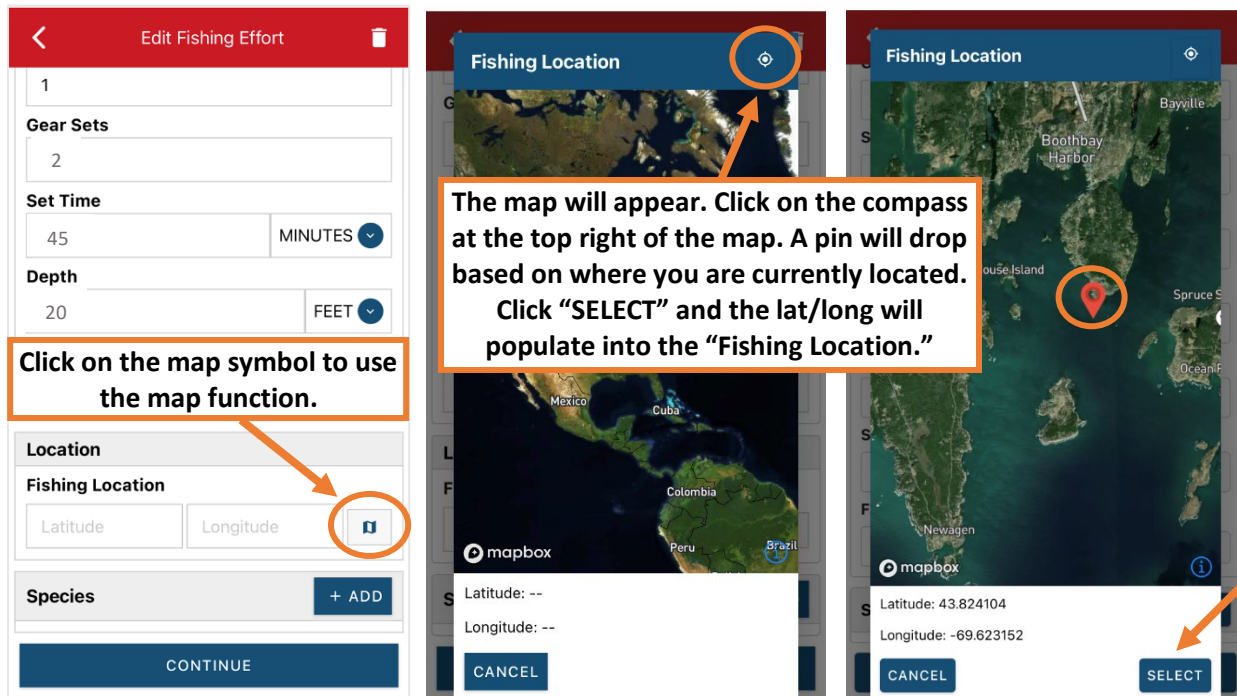 Edit Fishing Effort
1
Gear Sets
2
Set Time
45 MINUTES
Depth
20 FEET
Click on the map symbol to use
the map function.
Location
Fishing Location
Latitude Longitude
Species + ADD
CONTINUE
Fishing Location
G
The map will appear. Click on the compass
at the top right of the map. A pin will drop
based on where you are currently located.
Click “SELECT” and the lat/long will
populate into the “Fishing Location.”
Mexico
Cuba
Colombia
L
F
Peru
Brazil
mapbox
S
Latitude: --
Longitude: --
CANCEL
Fishing Location
Bayville
S
Boothbay
Harbor
ouse Island
Spruce S
Ocean F
S
F
Newagen
mapbox
S
Latitude: 43.824104
Longitude: -69.623152
CANCEL SELECT